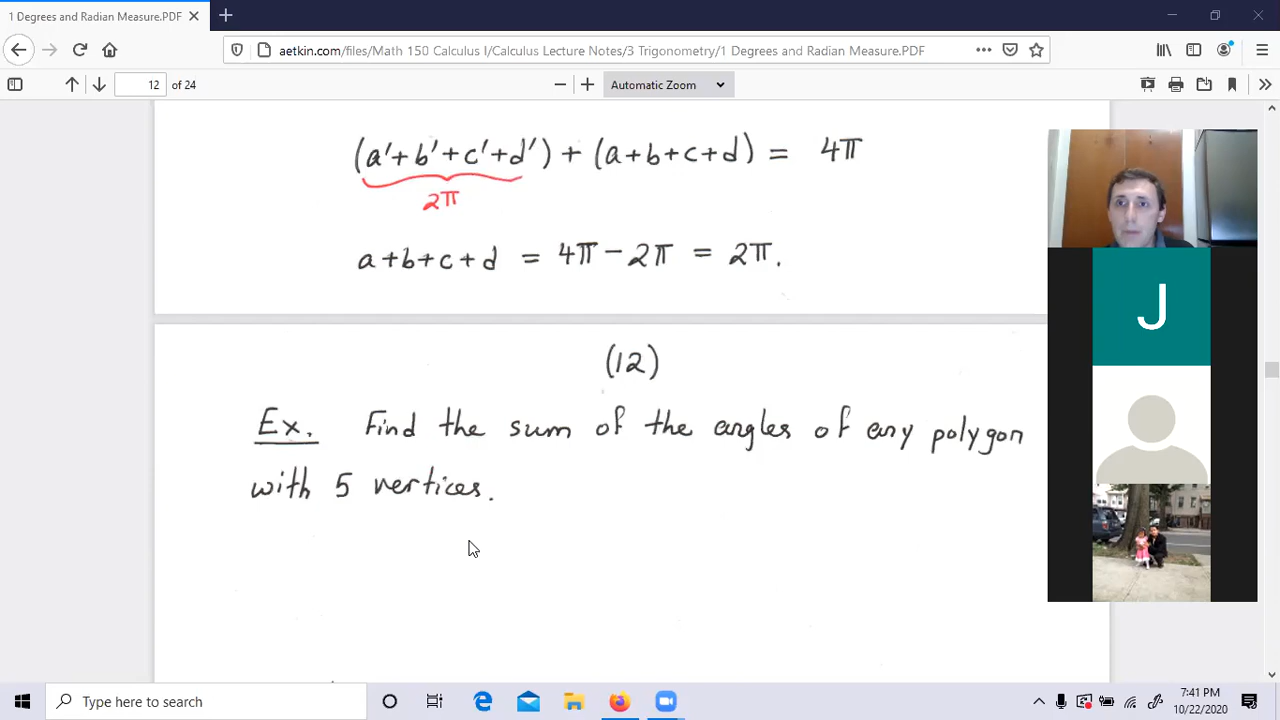 1 Degrees and Radian Measure.PDF
aetkin.com/files/Math 150 Calculus I/Calculus Lecture Notes/3 Trigonometry/1 Degrees and Radian Measure.PDF
12 of 24
Automatic Zoom
(a'+b'+c'+d') + (a+b+c+d) = 4π
2π
a+b+c+d = 4π-2π = 2π.
(12)
Ex. Find the sum of the angles of any polygon
with 5 vertices.
J
Type here to search
7:41 PM
10/22/2020